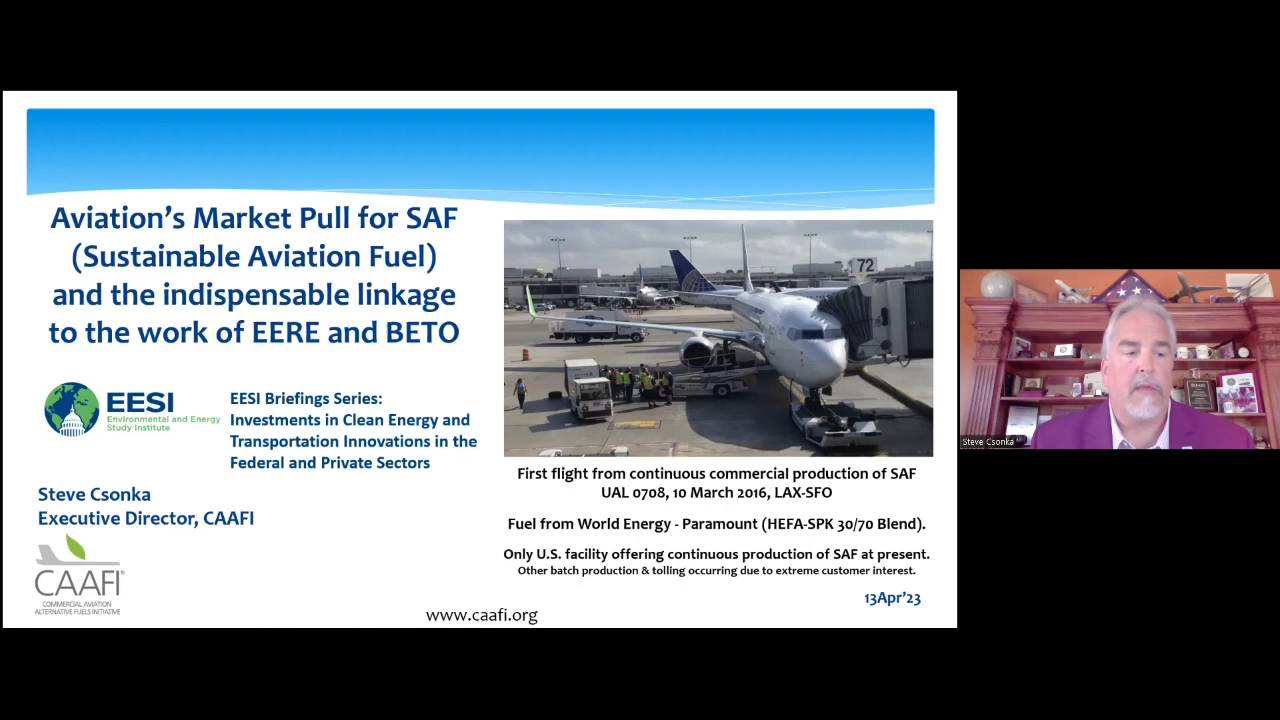 Aviation's Market Pull for SAF
(Sustainable Aviation Fuel)
and the indispensable linkage
to the work of EERE and BETO
EESI
Environmental and Energy
Study Institute
EESI Briefings Series:
Investments in Clean Energy and
Transportation Innovations in the
Federal and Private Sectors
Steve Csonka
Executive Director, CAAFI
CAAFI®
COMMERCIAL AVIATION
ALTERNATIVE FUELS INITIATIVE
72
First flight from continuous commercial production of SAF
UAL 0708, 10 March 2016, LAX-SFO
Fuel from World Energy - Paramount (HEFA-SPK 30/70 Blend).
Only U.S. facility offering continuous production of SAF at present.
Other batch production & tolling occurring due to extreme customer interest.
13Apr'23
www.caafi.org
Steve Csonka